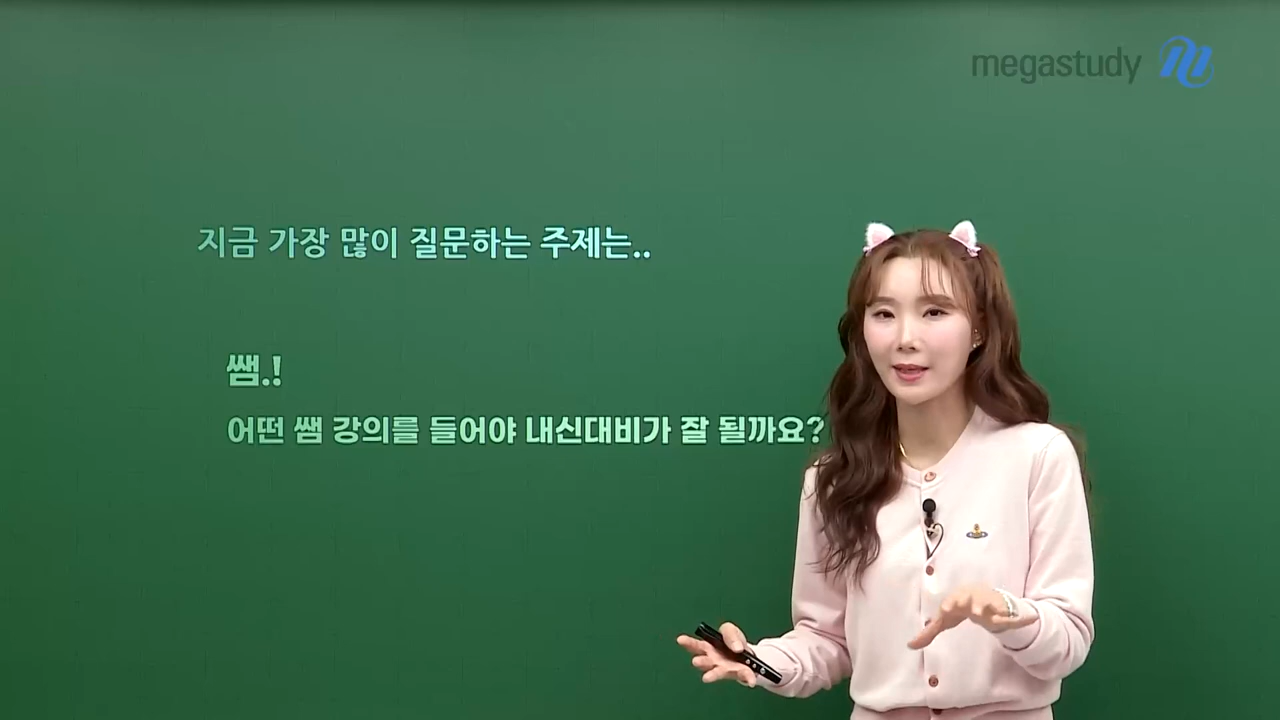 megastudy
지금 가장 많이 질문하는 주제는..
쌤.!
어떤 쌤 강의를 들어야 내신대비가 잘 될까요?